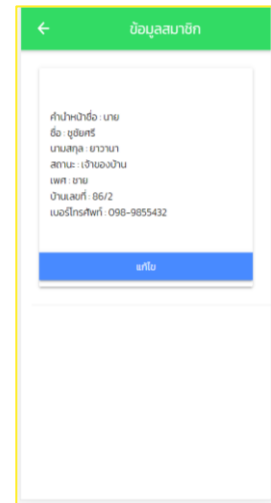 ข้อมูลสมาชิก
คำนำหน้าชื่อ : นาย
ชื่อ : ชูชัยศรี
นามสกุล : ยาวานา
สถานะ : เจ้าของบ้าน
เพศ : ชาย
บ้านเลขที่ : 86/2
เบอร์โทรศัพท์ : 098-9855432
แก้ไข